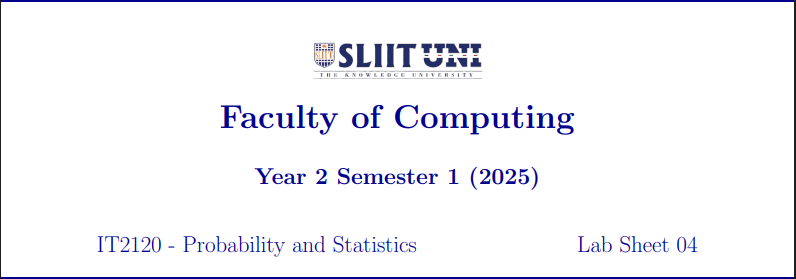 SLIIT UNI
THE KNOWLEDGE UNIVERSITY
Faculty of Computing
Year 2 Semester 1 (2025)
IT2120 - Probability and Statistics Lab Sheet 04